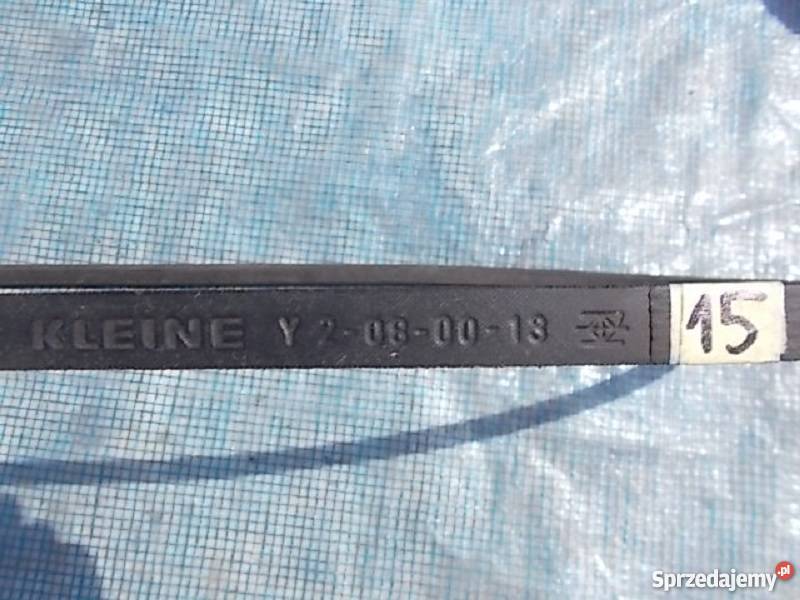 KLEINE Y 2-08-00-13
15
Sprzedajemy.pl